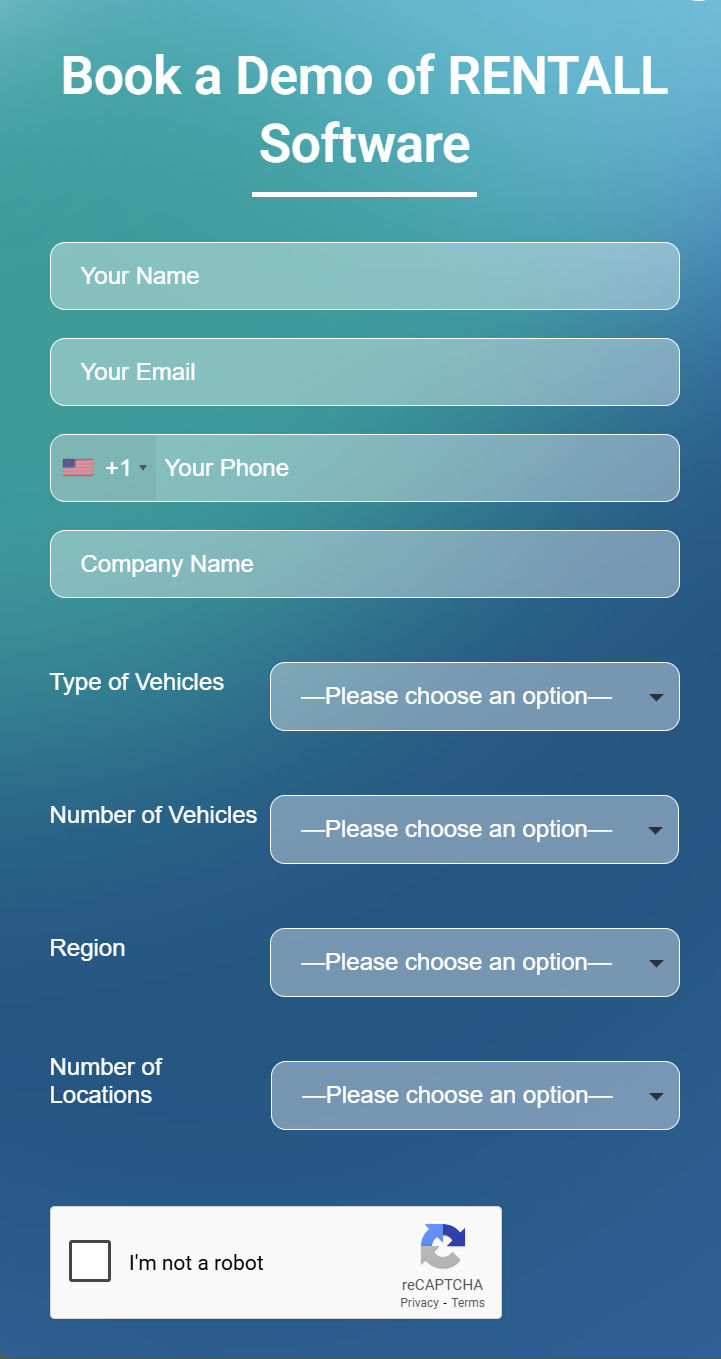 Book a Demo of RENTALL
Software
Your Name
Your Email
+1 Your Phone
Company Name
Type of Vehicles —Please choose an option—
Number of Vehicles —Please choose an option—
Region —Please choose an option—
Number of
Locations —Please choose an option—
I'm not a robot
reCAPTCHA
Privacy - Terms